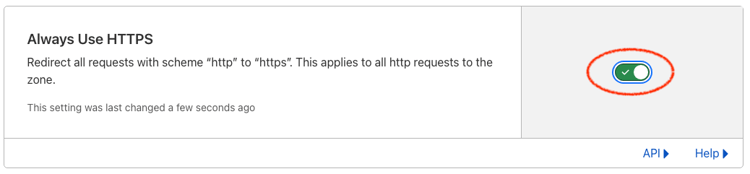 Always Use HTTPS
Redirect all requests with scheme “http” to “https”. This applies to all http requests to the
zone.
This setting was last changed a few seconds ago
API
Help